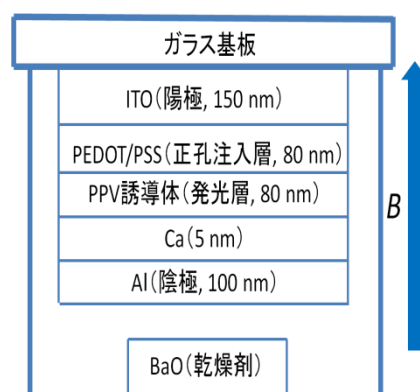 ガラス基板
ITO(陽極, 150 nm)
PEDOT/PSS(正孔注入層, 80 nm)
PPV誘導体(発光層, 80 nm)
B
Ca(5 nm)
Al(陰極, 100 nm)
BaO(乾燥剤)